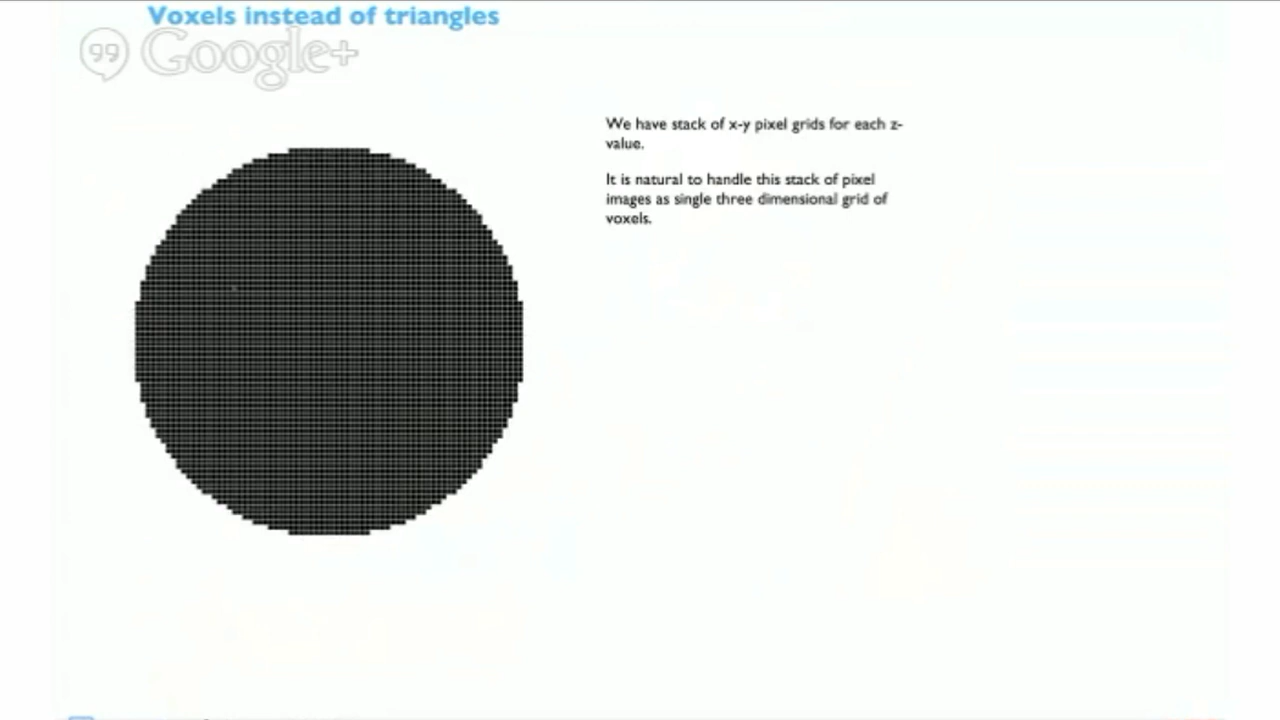 Voxels instead of triangles
Google+
We have stack of x-y pixel grids for each z-
value.
It is natural to handle this stack of pixel
images as single three dimensional grid of
voxels.